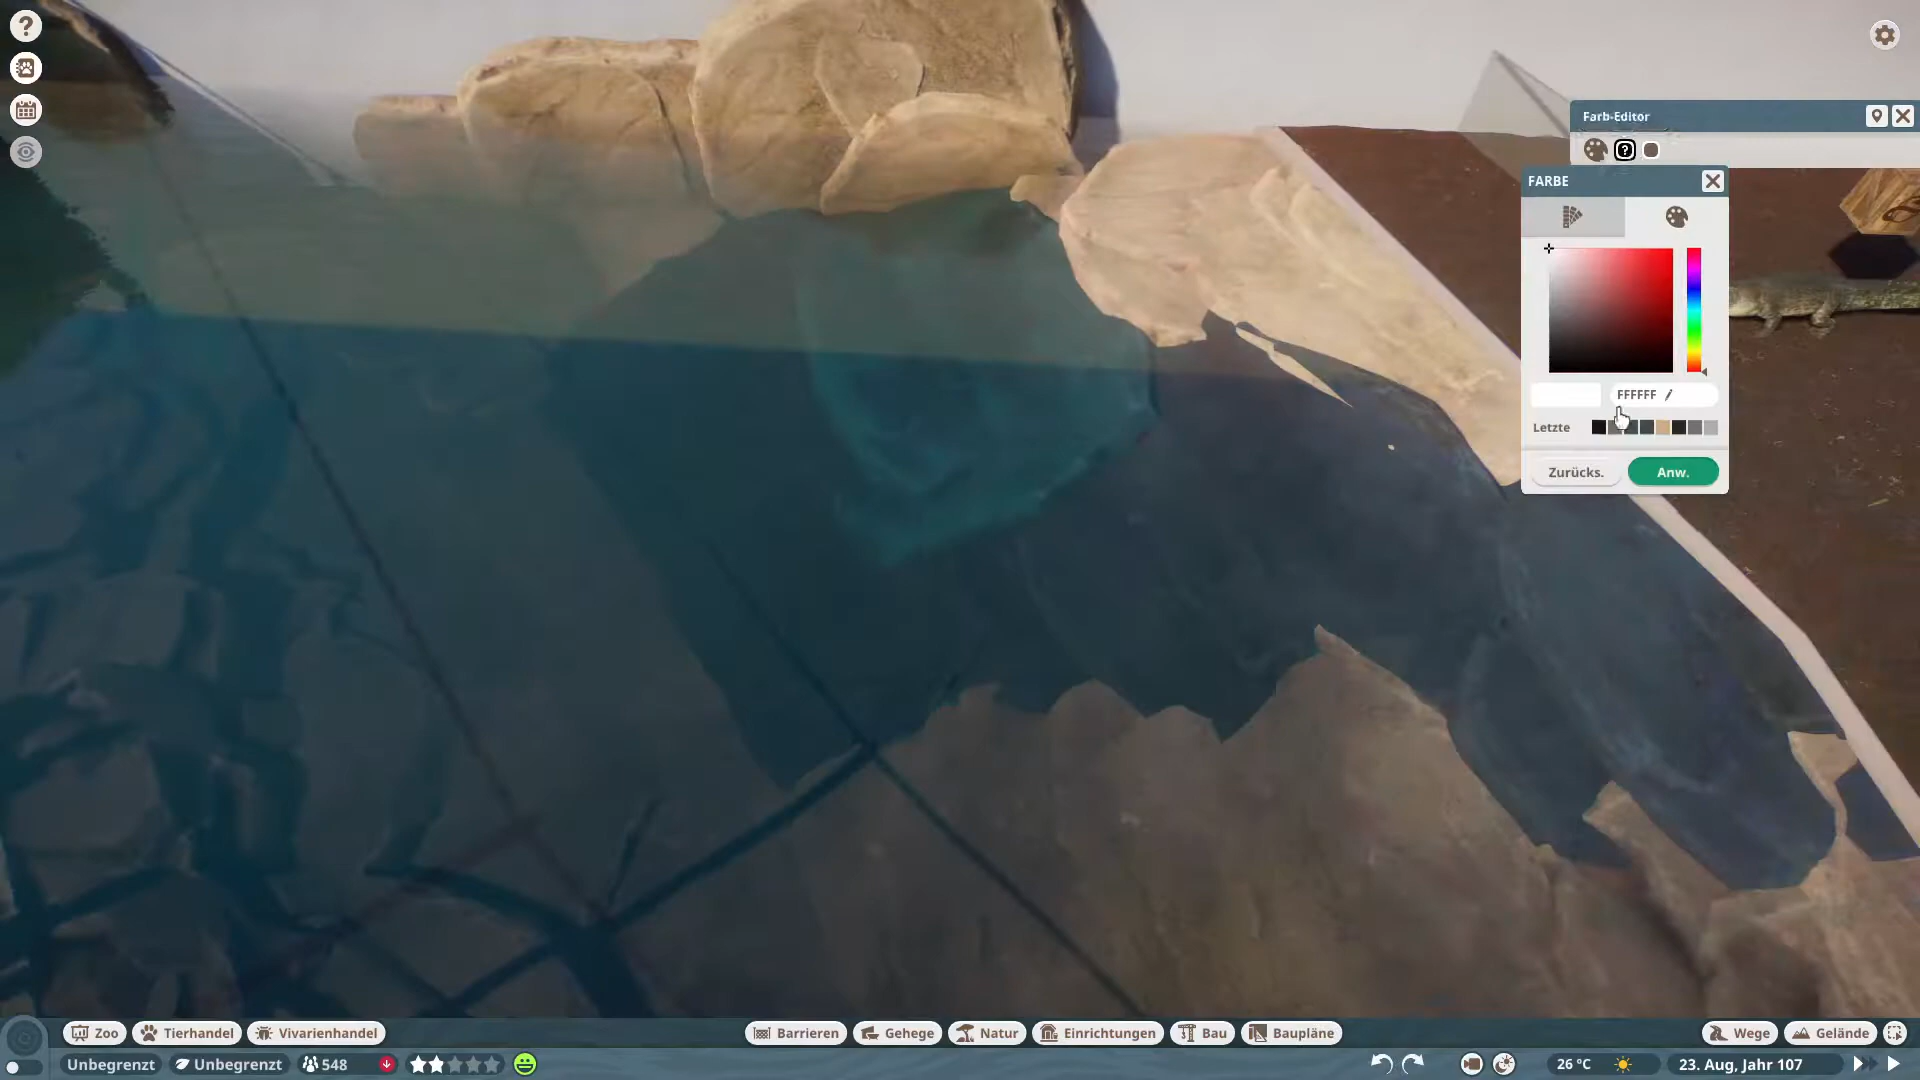 Farb-Editor
FARBE
FFFFFF
Letzte
Zurücks.
Anw.
Zoo
Tierhandel
Vivarienhandel
Barrieren
Gehege
Natur
Einrichtungen
Bau
Baupläne
Wege
Gelände
Unbegrenzt
Unbegrenzt
548
26 °C
23. Aug, Jahr 107